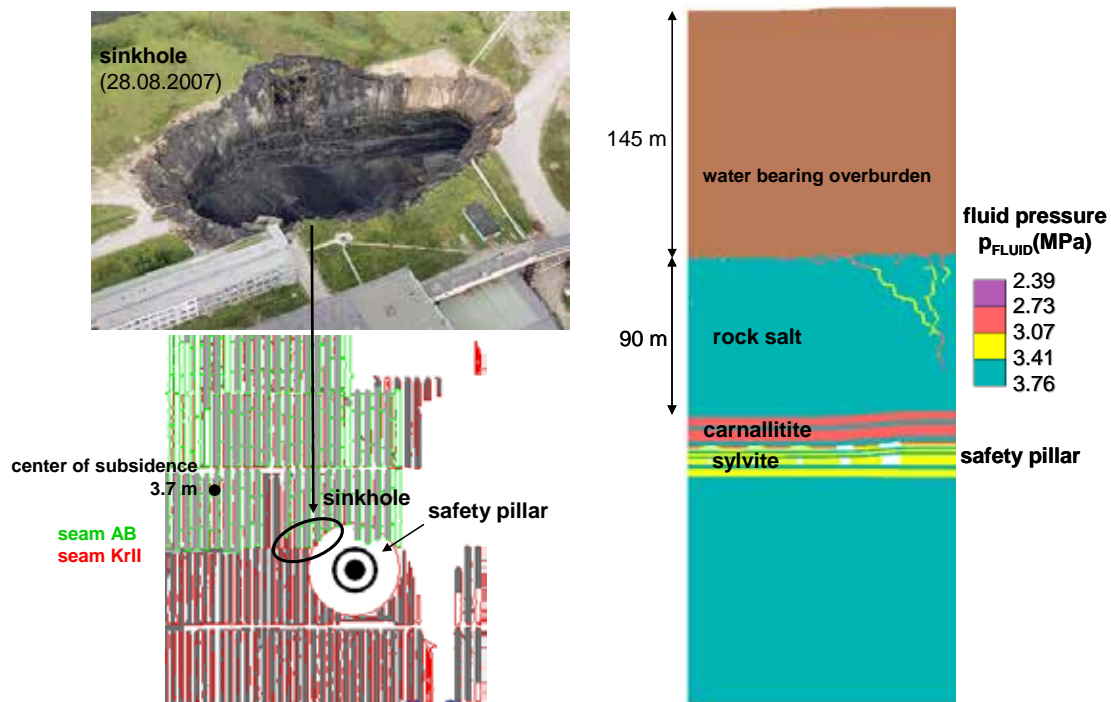 sinkhole
(28.08.2007)
center of subsidence
3.7 m
seam AB
seam KrII
sinkhole
safety pillar
145 m
water bearing overburden
90 m
rock salt
carnallitite
sylvite
safety pillar
fluid pressure
pFLUID(MPa)
2.39
2.73
3.07
3.41
3.76